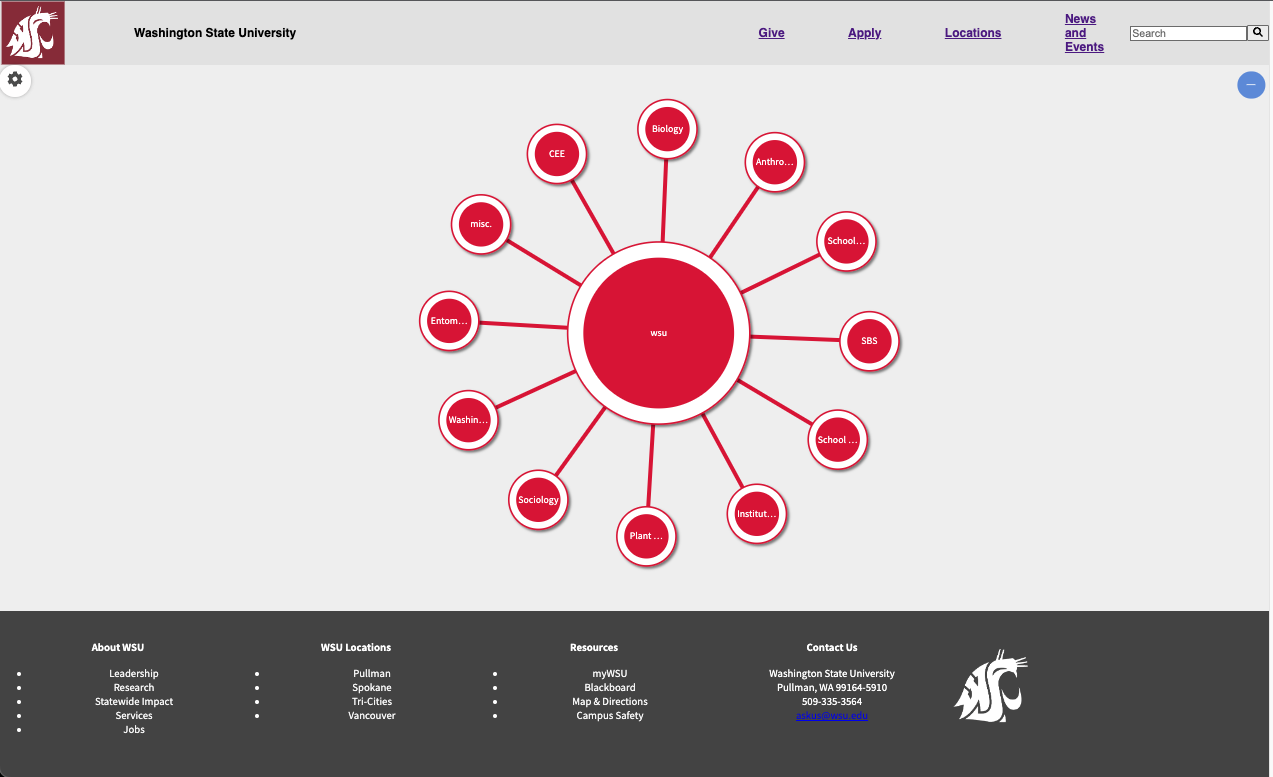 Washington State University
Give
Apply
Locations
News
and
Events
Search
Biology
CEE
Anthro...
misc.
School...
Entom...
wsu
SBS
Washin...
School ...
Sociology
Institut...
Plant ...
About WSU
Leadership
Research
Statewide Impact
Services
Jobs
WSU Locations
Pullman
Spokane
Tri-Cities
Vancouver
Resources
myWSU
Blackboard
Map & Directions
Campus Safety
Contact Us
Washington State University
Pullman, WA 99164-5910
509-335-3564
askus@wsu.edu